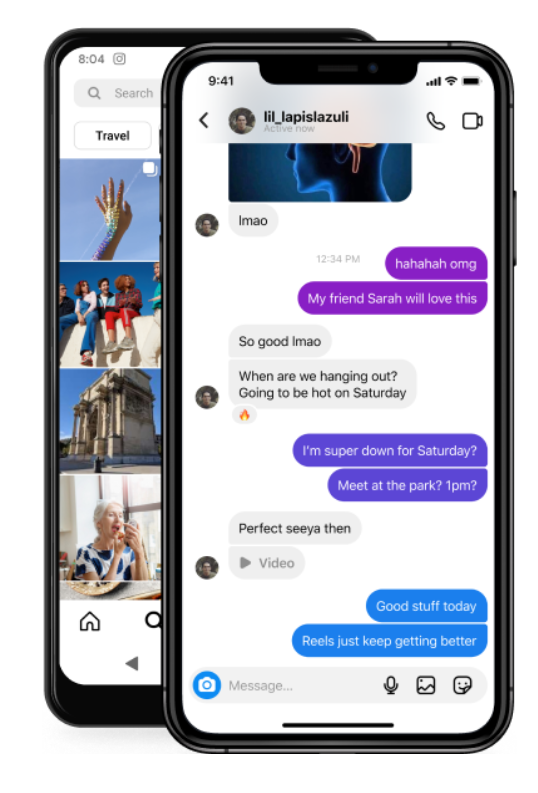 8:04
Search
Travel
9:41
lil_lapislazuli
Active now
lmao
12:34 PM
hahahah omg
My friend Sarah will love this
So good lmao
When are we hanging out?
Going to be hot on Saturday
I'm super down for Saturday?
Meet at the park? 1pm?
Perfect seeya then
Video
Good stuff today
Reels just keep getting better
Message...